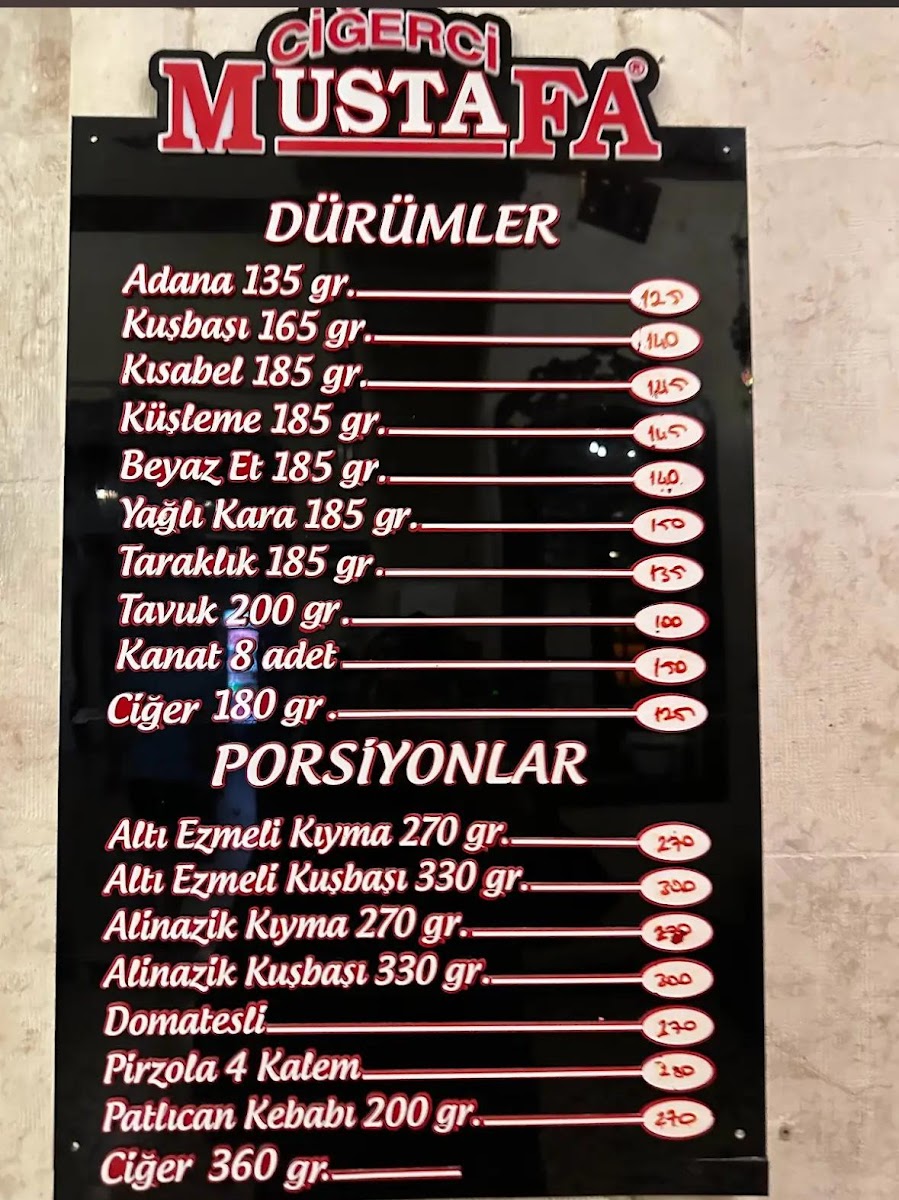 CİĞERCİ
MUSTAFA®
DÜRÜMLER
Adana 135 gr. 125
Kuşbaşı 165 gr. 140
Kısabel 185 gr. 145
Küşleme 185 gr. 145
Beyaz Et 185 gr. 140
Yağlı Kara 185 gr. 150
Taraklık 185 gr. 135
Tavuk 200 gr. 100
Kanat 8 adet 150
Ciğer 180 gr. 125
PORSİYONLAR
Altı Ezmeli Kıyma 270 gr. 270
Altı Ezmeli Kuşbaşı 330 gr. 300
Alinazik Kıyma 270 gr.
Alinazik Kuşbaşı 330 gr. 300
Domatesli 270
Pirzola 4 Kalem 280
Patlıcan Kebabı 200 gr. 270
Ciğer 360 gr.